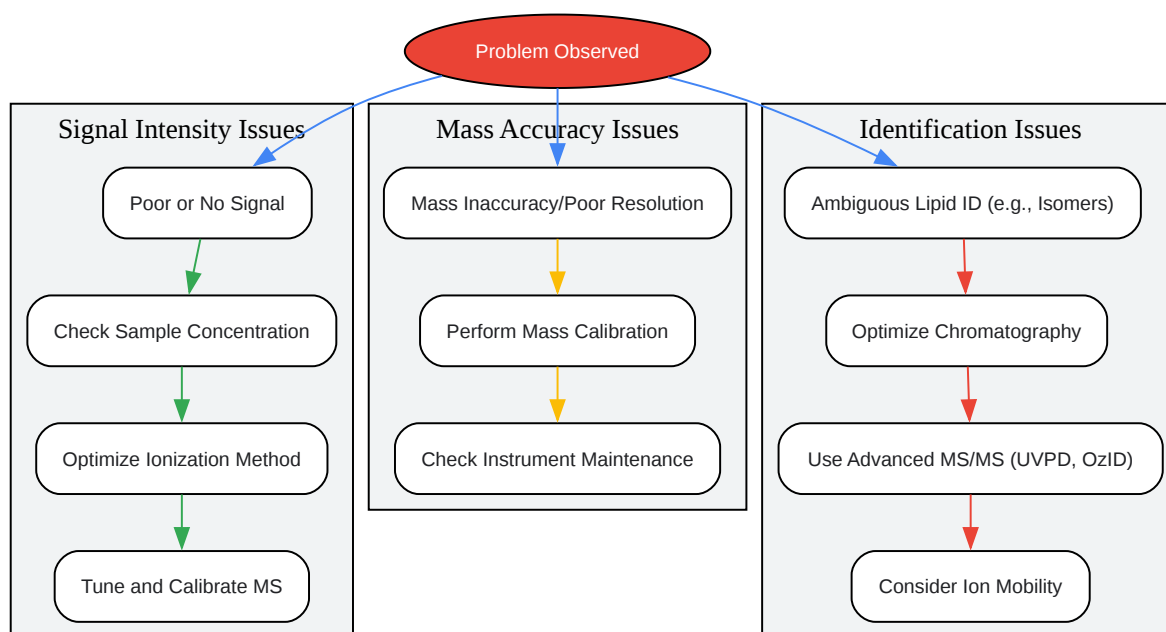 Problem Observed
Signal Intensity Issues
Poor or No Signal
Check Sample Concentration
Optimize Ionization Method
Tune and Calibrate MS
Mass Accuracy Issues
Mass Inaccuracy/Poor Resolution
Perform Mass Calibration
Check Instrument Maintenance
Identification Issues
Ambiguous Lipid ID (e.g., Isomers)
Optimize Chromatography
Use Advanced MS/MS (UVPD, OzID)
Consider Ion Mobility